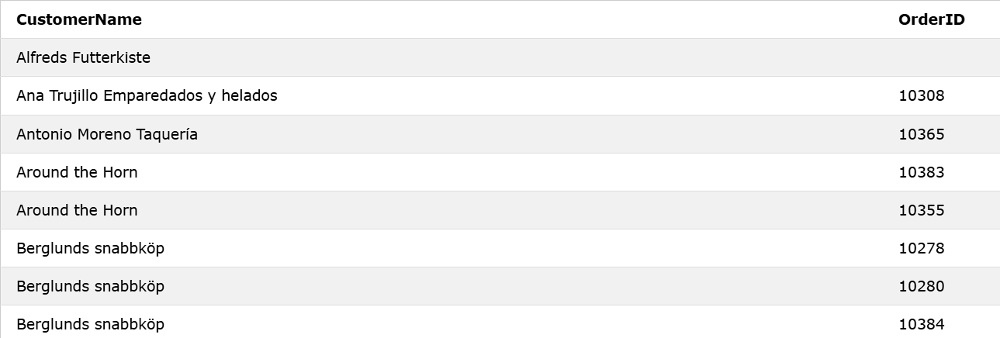 CustomerName OrderID
Alfreds Futterkiste
Ana Trujillo Emparedados y helados 10308
Antonio Moreno Taquería 10365
Around the Horn 10383
Around the Horn 10355
Berglunds snabbköp 10278
Berglunds snabbköp 10280
Berglunds snabbköp 10384